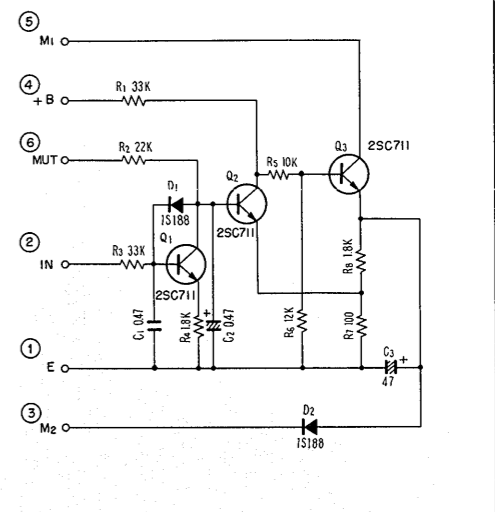 ⑤
M1
④
+B
R1 33K
⑥
MUT
R2 22K
Q3
2SC711
R5 10K
Q2
D1
1S188
2SC711
Q1
②
IN
R3 33K
2SC711
R8 1.8K
C1 0.47
R4 1.8K
+
C2 0.47
R6 12K
R7 100
①
E
C3
+
47
③
M2
D2
1S188